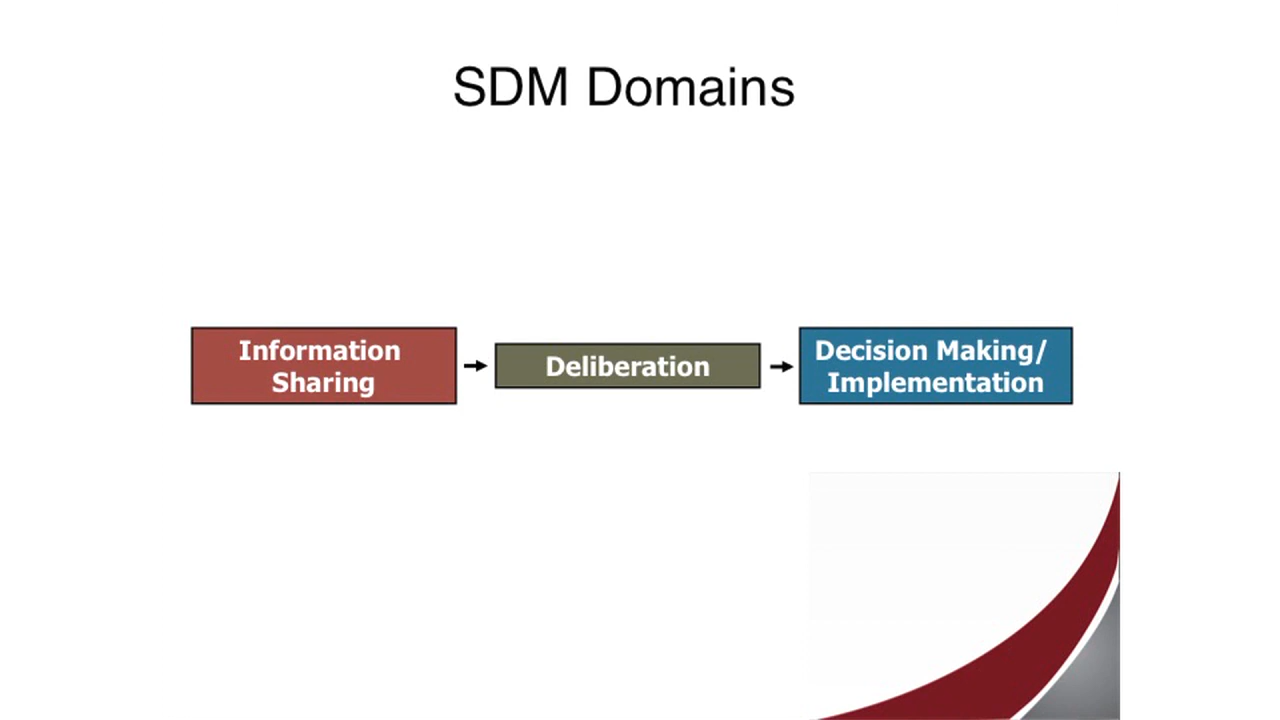 SDM Domains
Information
Sharing
Deliberation
Decision Making/
Implementation